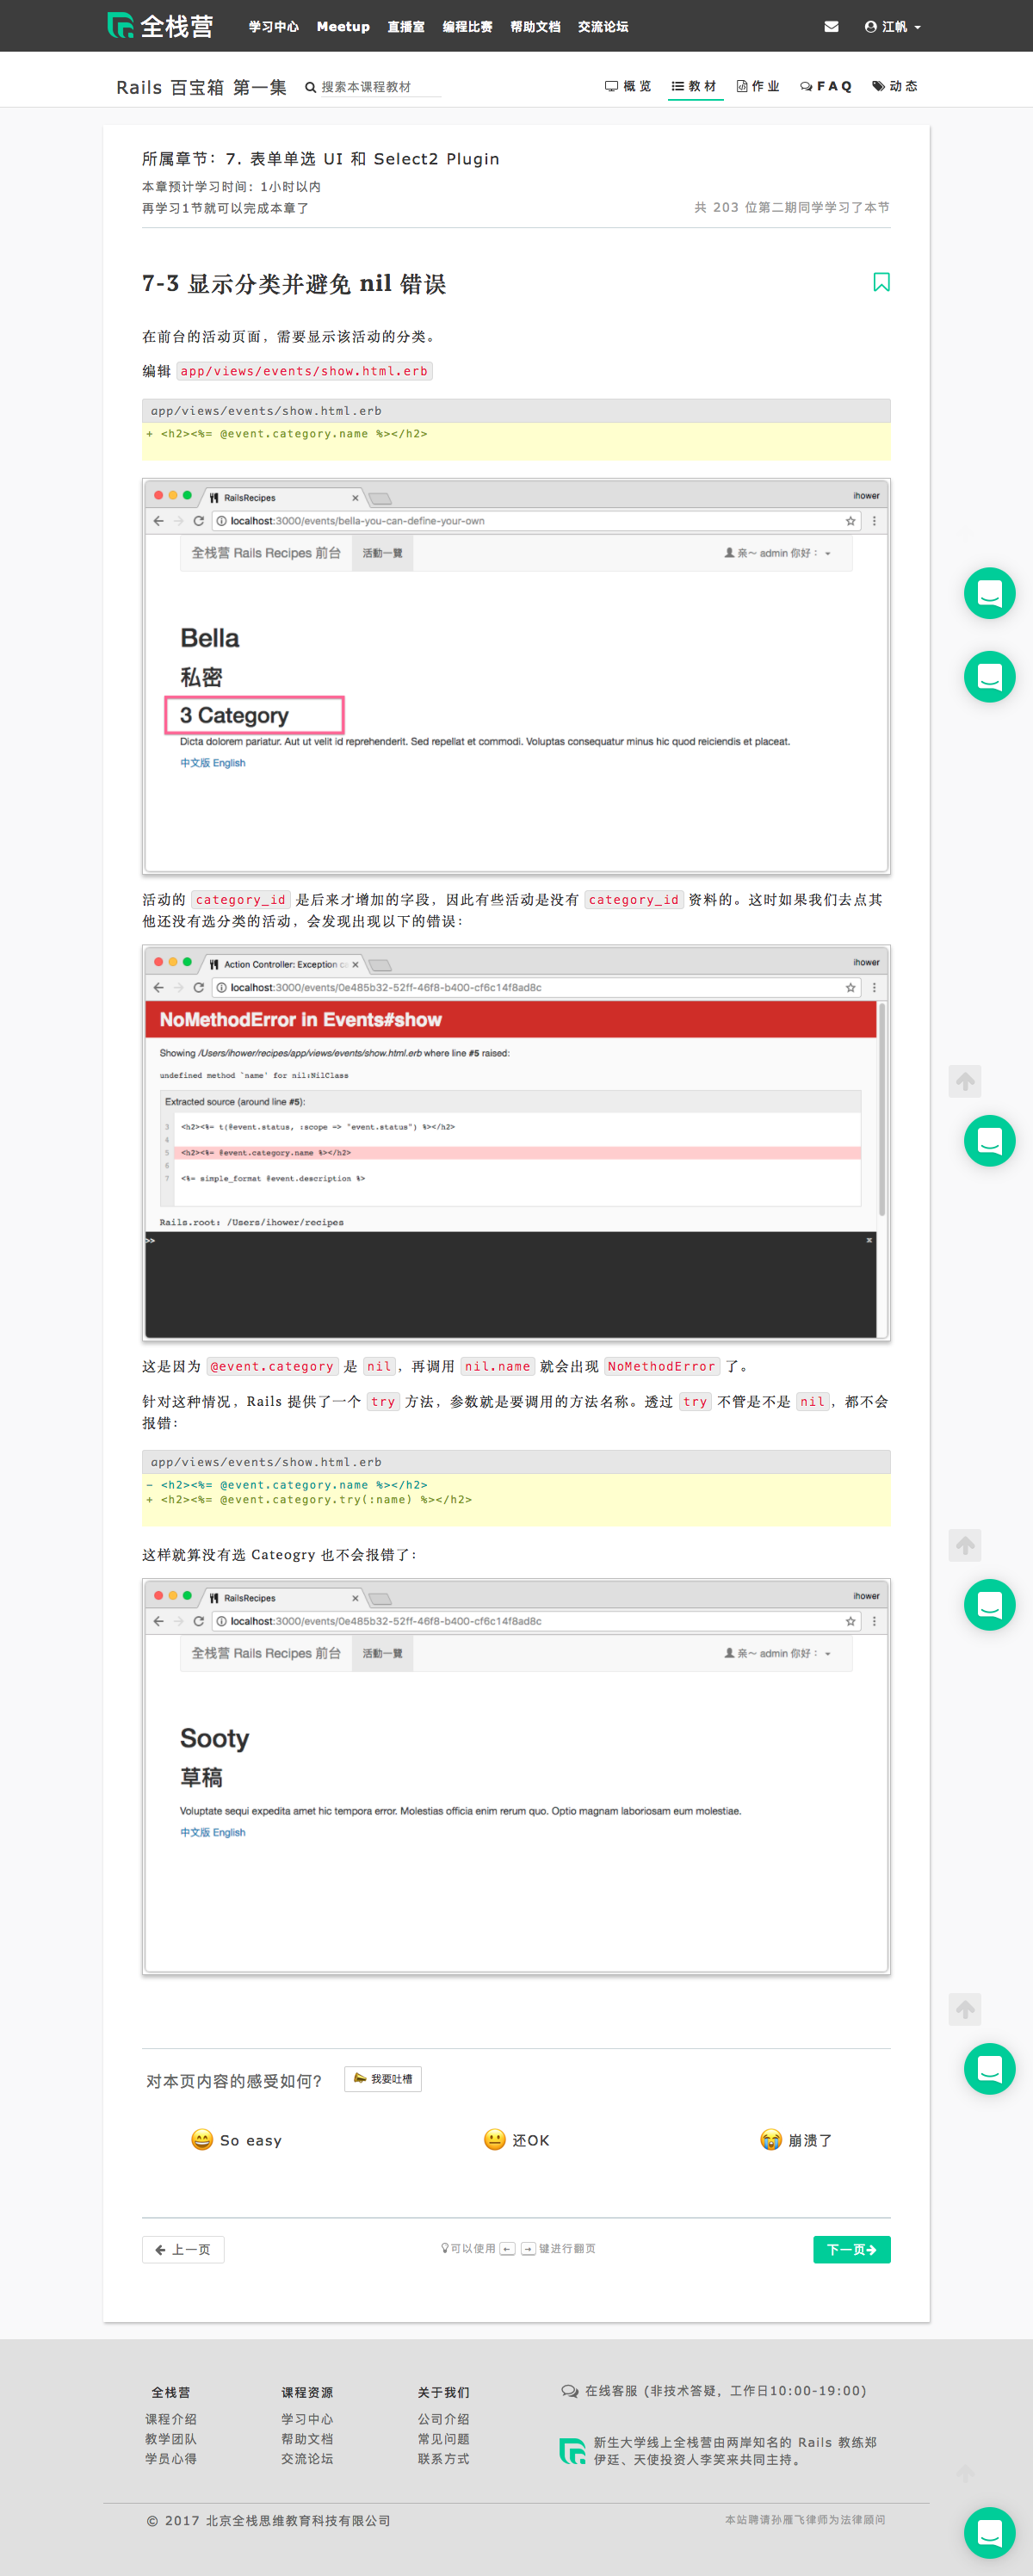 全栈营 学习中心 Meetup 直播室 编程比赛 帮助文档 交流论坛 江帆
Rails 百宝箱 第一集 搜索本课程教材 概览 教材 作业 FAQ 动态
所属章节：7. 表单单选 UI 和 Select2 Plugin
本章预计学习时间：1小时以内
再学习1节就可以完成本章了 共 203 位第二期同学学习了本节
7-3 显示分类并避免 nil 错误
在前台的活动页面，需要显示该活动的分类。
编辑 app/views/events/show.html.erb
app/views/events/show.html.erb
+ <h2><%= @event.category.name %></h2>
RailsRecipes ihower
localhost:3000/events/bella-you-can-define-your-own
全栈营 Rails Recipes 前台 活動一覽 亲～ admin 你好：
Bella
私密
3 Category
Dicta dolorem pariatur. Aut ut velit id reprehenderit. Sed repellat et commodi. Voluptas consequatur minus hic quod reiciendis et placeat.
中文版 English
活动的 category_id 是后来才增加的字段，因此有些活动是没有 category_id 资料的。这时如果我们去点其
他还没有选分类的活动，会发现出现以下的错误：
Action Controller: Exception ca ihower
localhost:3000/events/0e485b32-52ff-46f8-b400-cf6c14f8ad8c
NoMethodError in Events#show
Showing /Users/ihower/recipes/app/views/events/show.html.erb where line #5 raised:
undefined method `name' for nil:NilClass
Extracted source (around line #5):
3 <h2><%= t(@event.status, :scope => "event.status") %></h2>
4
5 <h2><%= @event.category.name %></h2>
6
7 <%= simple_format @event.description %>
Rails.root: /Users/ihower/recipes
>> x
这是因为 @event.category 是 nil，再调用 nil.name 就会出现 NoMethodError 了。
针对这种情况，Rails 提供了一个 try 方法，参数就是要调用的方法名称。透过 try 不管是不是 nil，都不会
报错：
app/views/events/show.html.erb
- <h2><%= @event.category.name %></h2>
+ <h2><%= @event.category.try(:name) %></h2>
这样就算没有选 Cateogry 也不会报错了：
RailsRecipes ihower
localhost:3000/events/0e485b32-52ff-46f8-b400-cf6c14f8ad8c
全栈营 Rails Recipes 前台 活動一覽 亲～ admin 你好：
Sooty
草稿
Voluptate sequi expedita amet hic tempora error. Molestias officia enim rerum quo. Optio magnam laboriosam eum molestiae.
中文版 English
对本页内容的感受如何? 我要吐槽
So easy 还OK 崩溃了
← 上一页 可以使用 ← → 键进行翻页 下一页→
全栈营 课程资源 关于我们 在线客服 (非技术答疑，工作日10:00-19:00)
课程介绍 学习中心 公司介绍
教学团队 帮助文档 常见问题 新生大学线上全栈营由两岸知名的 Rails 教练郑
学员心得 交流论坛 联系方式 伊廷、天使投资人李笑来共同主持。
© 2017 北京全栈思维教育科技有限公司 本站聘请孙雁飞律师为法律顾问